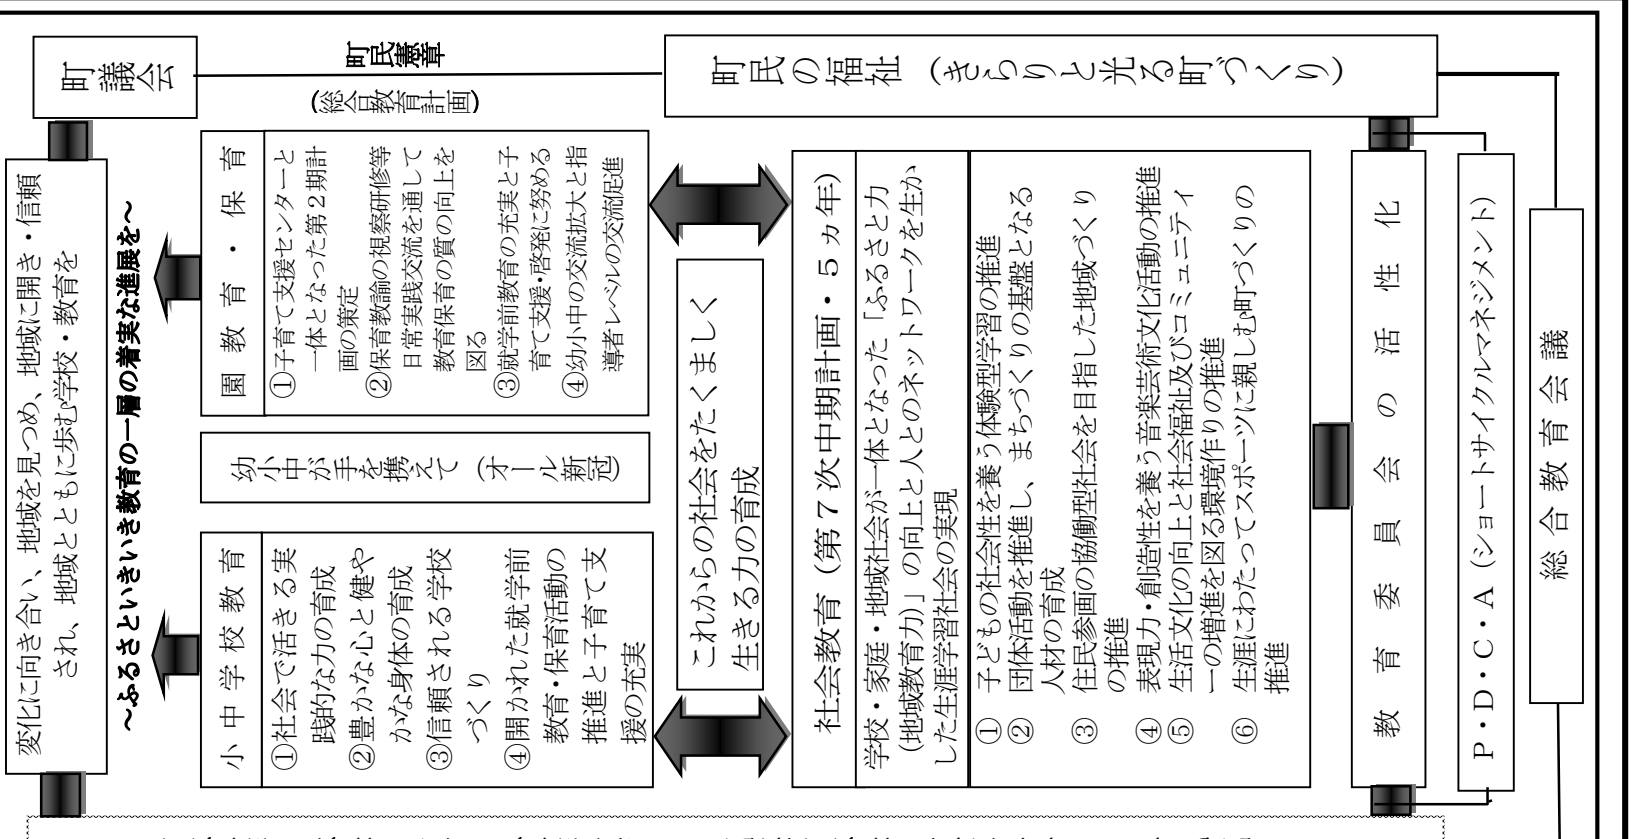 町議会
町民憲章
(総合教育計画)
町民の福祉（きらりと光る町づくり）
変化に向き合い、地域を見つめ、地域に開き・信頼
され、地域とともに歩む学校・教育を
～ふるさといきいき教育の一層の着実な進展を～
小中学校教育
①社会で活きる実
践的な力の育成
②豊かな心と健や
かな身体の育成
③信頼される学校
づくり
④開かれた就学前
教育・保育活動の
推進と子育て支
援の充実
幼小中が手を携えて（オール新冠）
園教育・保育
①子育て支援センターと
一体となった第2期計
画の策定
②保育教諭の視察研修等
日常実践交流を通して
教育保育の質の向上を
図る
③就学前教育の充実と子
育て支援・啓発に努める
④幼小中の交流拡大と指
導者レベルの交流促進
これからの社会をたくましく
生きる力の育成
社会教育（第７次中期計画・５ヵ年）
学校・家庭・地域社会が一体となった「ふるさと力
(地域教育力)」の向上と人とのネットワークを生か
した生涯学習社会の実現
① 子どもの社会性を養う体験型学習の推進
② 団体活動を推進し、まちづくりの基盤となる
人材の育成
③ 住民参画の協働型社会を目指した地域づくり
の推進
④ 表現力・創造性を養う音楽芸術文化活動の推進
⑤ 生活文化の向上と社会福祉及びコミュニティ
ーの増進を図る環境作りの推進
⑥ 生涯にわたってスポーツに親しむ町づくりの
推進
教育委員会の活性化
Ｐ・Ｄ・Ｃ・Ａ（ショートサイクルマネジメント）
総合教育会議